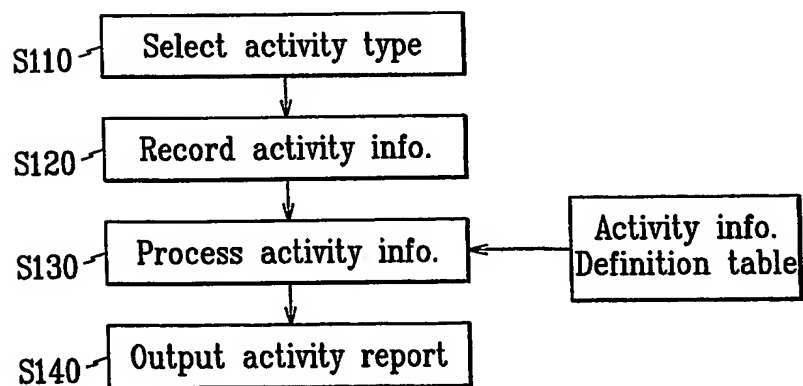 S110
Select activity type
S120
Record activity info.
S130
Process activity info.
Activity info.
Definition table
S140
Output activity report